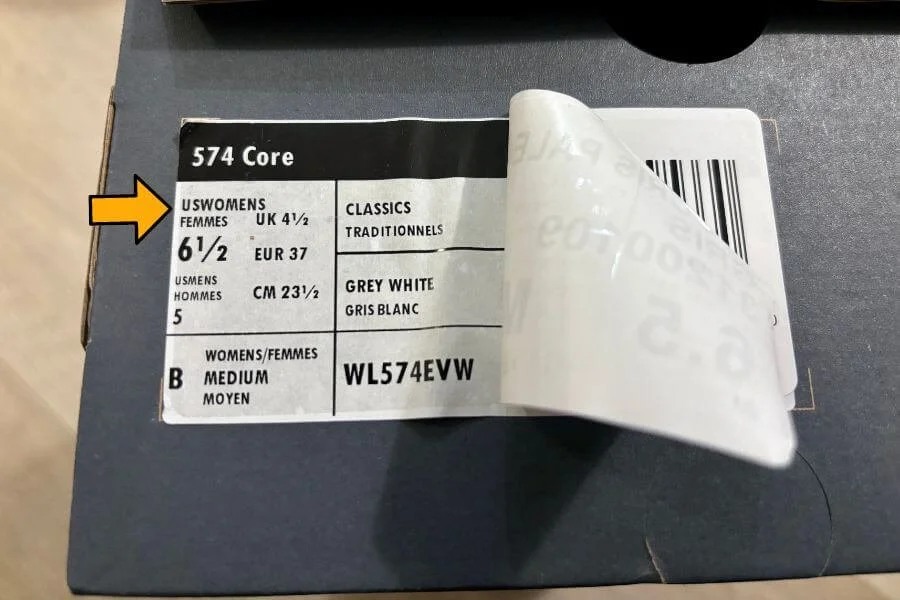 574 Core
USWOMENS
FEMMES
6½
UK 4½
EUR 37
USMENS
HOMMES
5
CM 23½
CLASSICS
TRADITIONNELS
GREY WHITE
GRIS BLANC
B
WOMENS/FEMMES
MEDIUM
MOYEN
WL574EVW